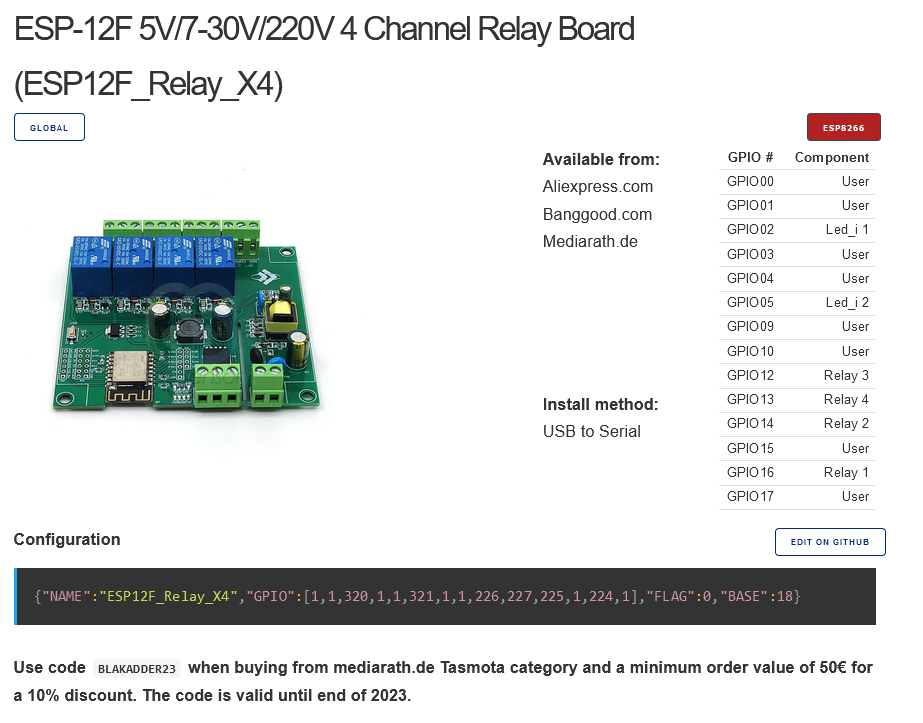 ESP-12F 5V/7-30V/220V 4 Channel Relay Board
(ESP12F_Relay_X4)
GLOBAL
ESP8266
Available from:
Aliexpress.com
Banggood.com
Mediarath.de
Install method:
USB to Serial
GPIO # Component
GPIO00 User
GPIO01 User
GPIO02 Led_i 1
GPIO03 User
GPIO04 User
GPIO05 Led_i 2
GPIO09 User
GPIO10 User
GPIO12 Relay 3
GPIO13 Relay 4
GPIO14 Relay 2
GPIO15 User
GPIO16 Relay 1
GPIO17 User
Configuration
EDIT ON GITHUB
{"NAME":"ESP12F_Relay_X4","GPIO":[1,1,320,1,1,321,1,1,226,227,225,1,224,1],"FLAG":0,"BASE":18}
Use code BLAKADDER23 when buying from mediarath.de Tasmota category and a minimum order value of 50€ for
a 10% discount. The code is valid until end of 2023.